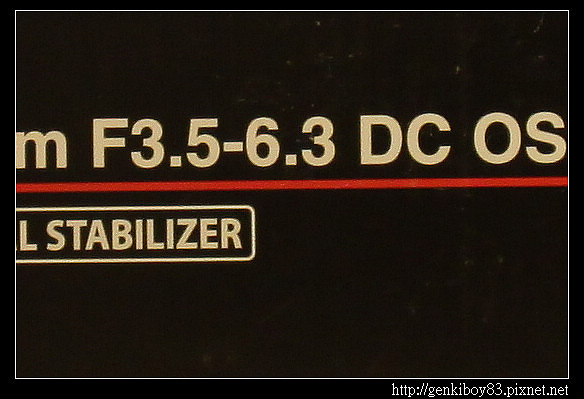 m F3.5-6.3 DC OS
L STABILIZER
http://genkiboy83.pixnet.net